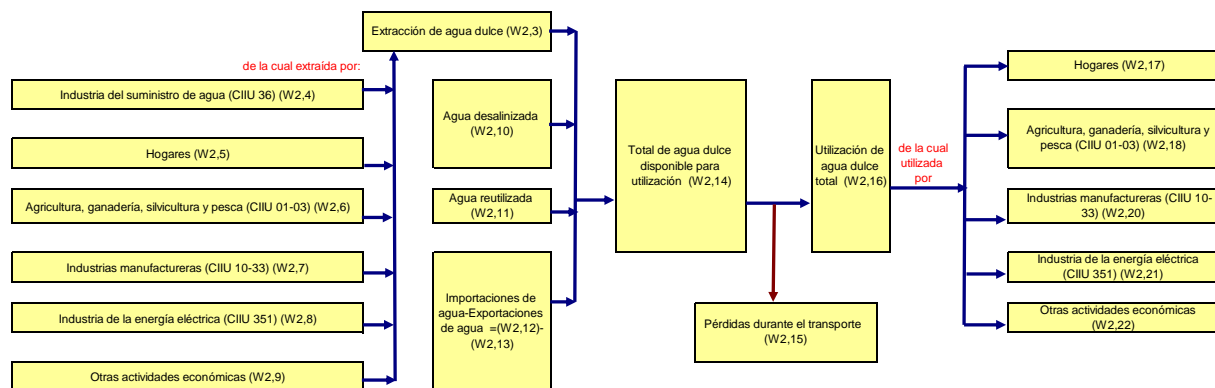 Extracción de agua dulce (W2,3)
de la cual extraída por:
Industria del suministro de agua (CIIU 36) (W2,4)
Hogares (W2,5)
Agricultura, ganadería, silvicultura y pesca (CIIU 01-03) (W2,6)
Industrias manufactureras (CIIU 10-33) (W2,7)
Industria de la energía eléctrica (CIIU 351) (W2,8)
Otras actividades económicas (W2,9)
Agua desalinizada
(W2,10)
Agua reutilizada
(W2,11)
Importaciones de
agua-Exportaciones
de agua =(W2,12)-
(W2,13)
Total de agua dulce
disponible para
utilización (W2,14)
Pérdidas durante el transporte
(W2,15)
Utilización de
agua dulce
total (W2,16)
de la cual
utilizada
por
Hogares (W2,17)
Agricultura, ganadería, silvicultura y
pesca (CIIU 01-03) (W2,18)
Industrias manufactureras (CIIU 10-
33) (W2,20)
Industria de la energía eléctrica
(CIIU 351) (W2,21)
Otras actividades económicas
(W2,22)